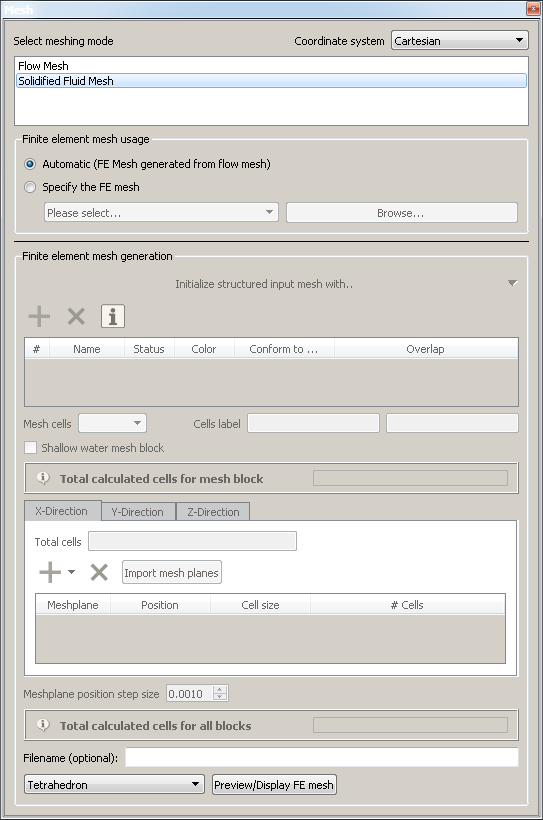 Mesh
Select meshing mode Coordinate system Cartesian
Flow Mesh
Solidified Fluid Mesh
Finite element mesh usage
Automatic (FE Mesh generated from flow mesh)
Specify the FE mesh
Please select... Browse...
Finite element mesh generation
Initialize structured input mesh with..
# Name Status Color Conform to ... Overlap
Mesh cells Cells label
Shallow water mesh block
Total calculated cells for mesh block
X-Direction Y-Direction Z-Direction
Total cells
Import mesh planes
Meshplane Position Cell size # Cells
Meshplane position step size 0.0010
Total calculated cells for all blocks
Filename (optional):
Tetrahedron Preview/Display FE mesh